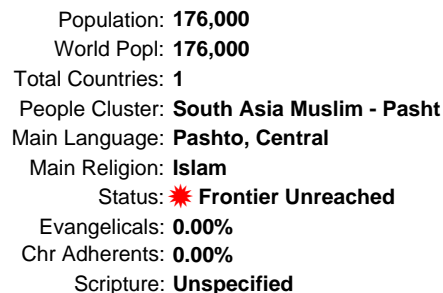 Population: 176,000
World Popl: 176,000
Total Countries: 1
People Cluster: South Asia Muslim - Pasht
Main Language: Pashto, Central
Main Religion: Islam
Status: Frontier Unreached
Evangelicals: 0.00%
Chr Adherents: 0.00%
Scripture: Unspecified